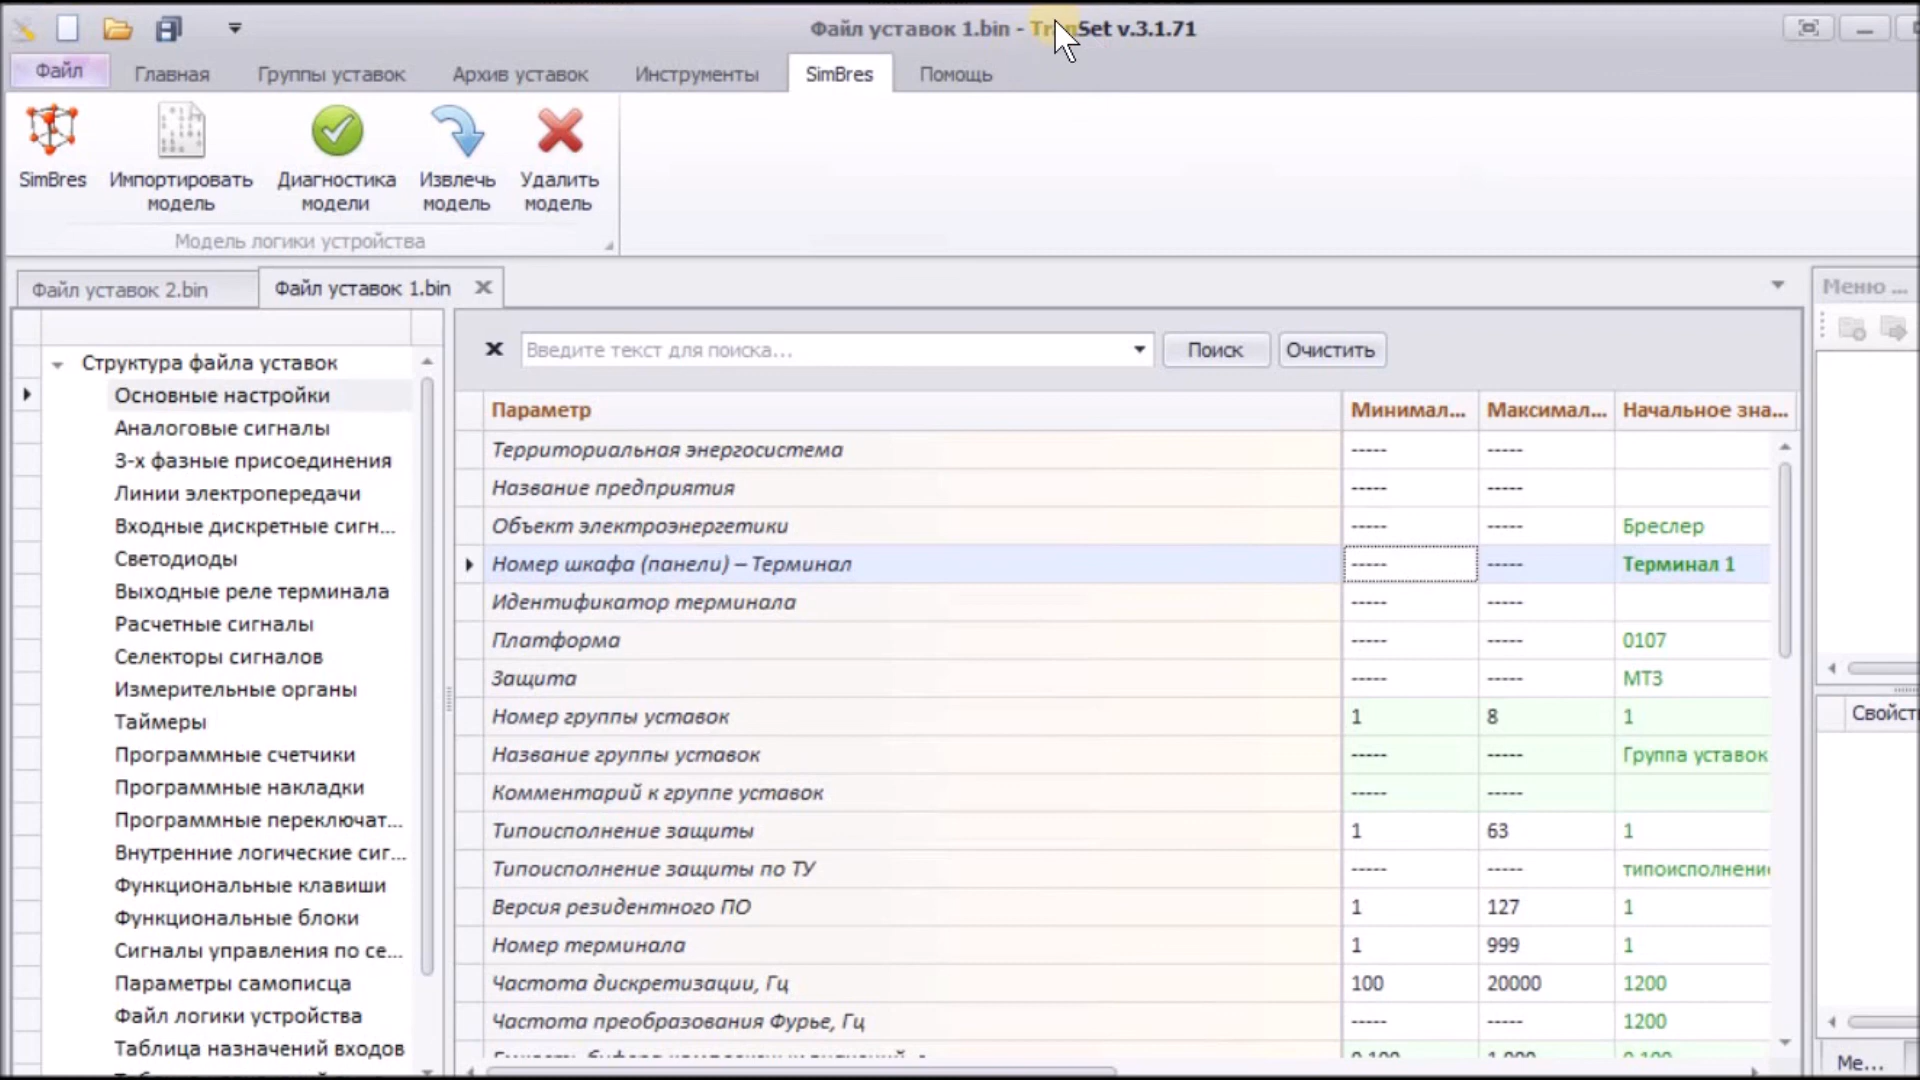 Файл уставок 1.bin - TranSet v.3.1.71
Файл
Главная
Группы уставок
Архив уставок
Инструменты
SimBres
Помощь
SimBres
Импортировать модель
Диагностика модели
Извлечь модель
Удалить модель
Модель логики устройства
Файл уставок 2.bin
Файл уставок 1.bin
Меню ...
Введите текст для поиска...
Поиск
Очистить
Структура файла уставок
Основные настройки
Аналоговые сигналы
3-х фазные присоединения
Линии электропередачи
Входные дискретные сигн...
Светодиоды
Выходные реле терминала
Расчетные сигналы
Селекторы сигналов
Измерительные органы
Таймеры
Программные счетчики
Программные накладки
Программные переключат...
Внутренние логические сиг...
Функциональные клавиши
Функциональные блоки
Сигналы управления по се...
Параметры самописца
Файл логики устройства
Таблица назначений входов
Параметр Минимал... Максимал... Начальное зна...
Территориальная энергосистема ----- -----
Название предприятия ----- -----
Объект электроэнергетики ----- ----- Бреслер
Номер шкафа (панели) – Терминал ----- ----- Терминал 1
Идентификатор терминала ----- -----
Платформа ----- ----- 0107
Защита ----- ----- МТЗ
Номер группы уставок 1 8 1
Название группы уставок ----- ----- Группа уставок
Комментарий к группе уставок ----- -----
Типоисполнение защиты 1 63 1
Типоисполнение защиты по ТУ ----- ----- типоисполнени
Версия резидентного ПО 1 127 1
Номер терминала 1 999 1
Частота дискретизации, Гц 100 20000 1200
Частота преобразования Фурье, Гц ----- ----- 1200
Свойст
Ме...